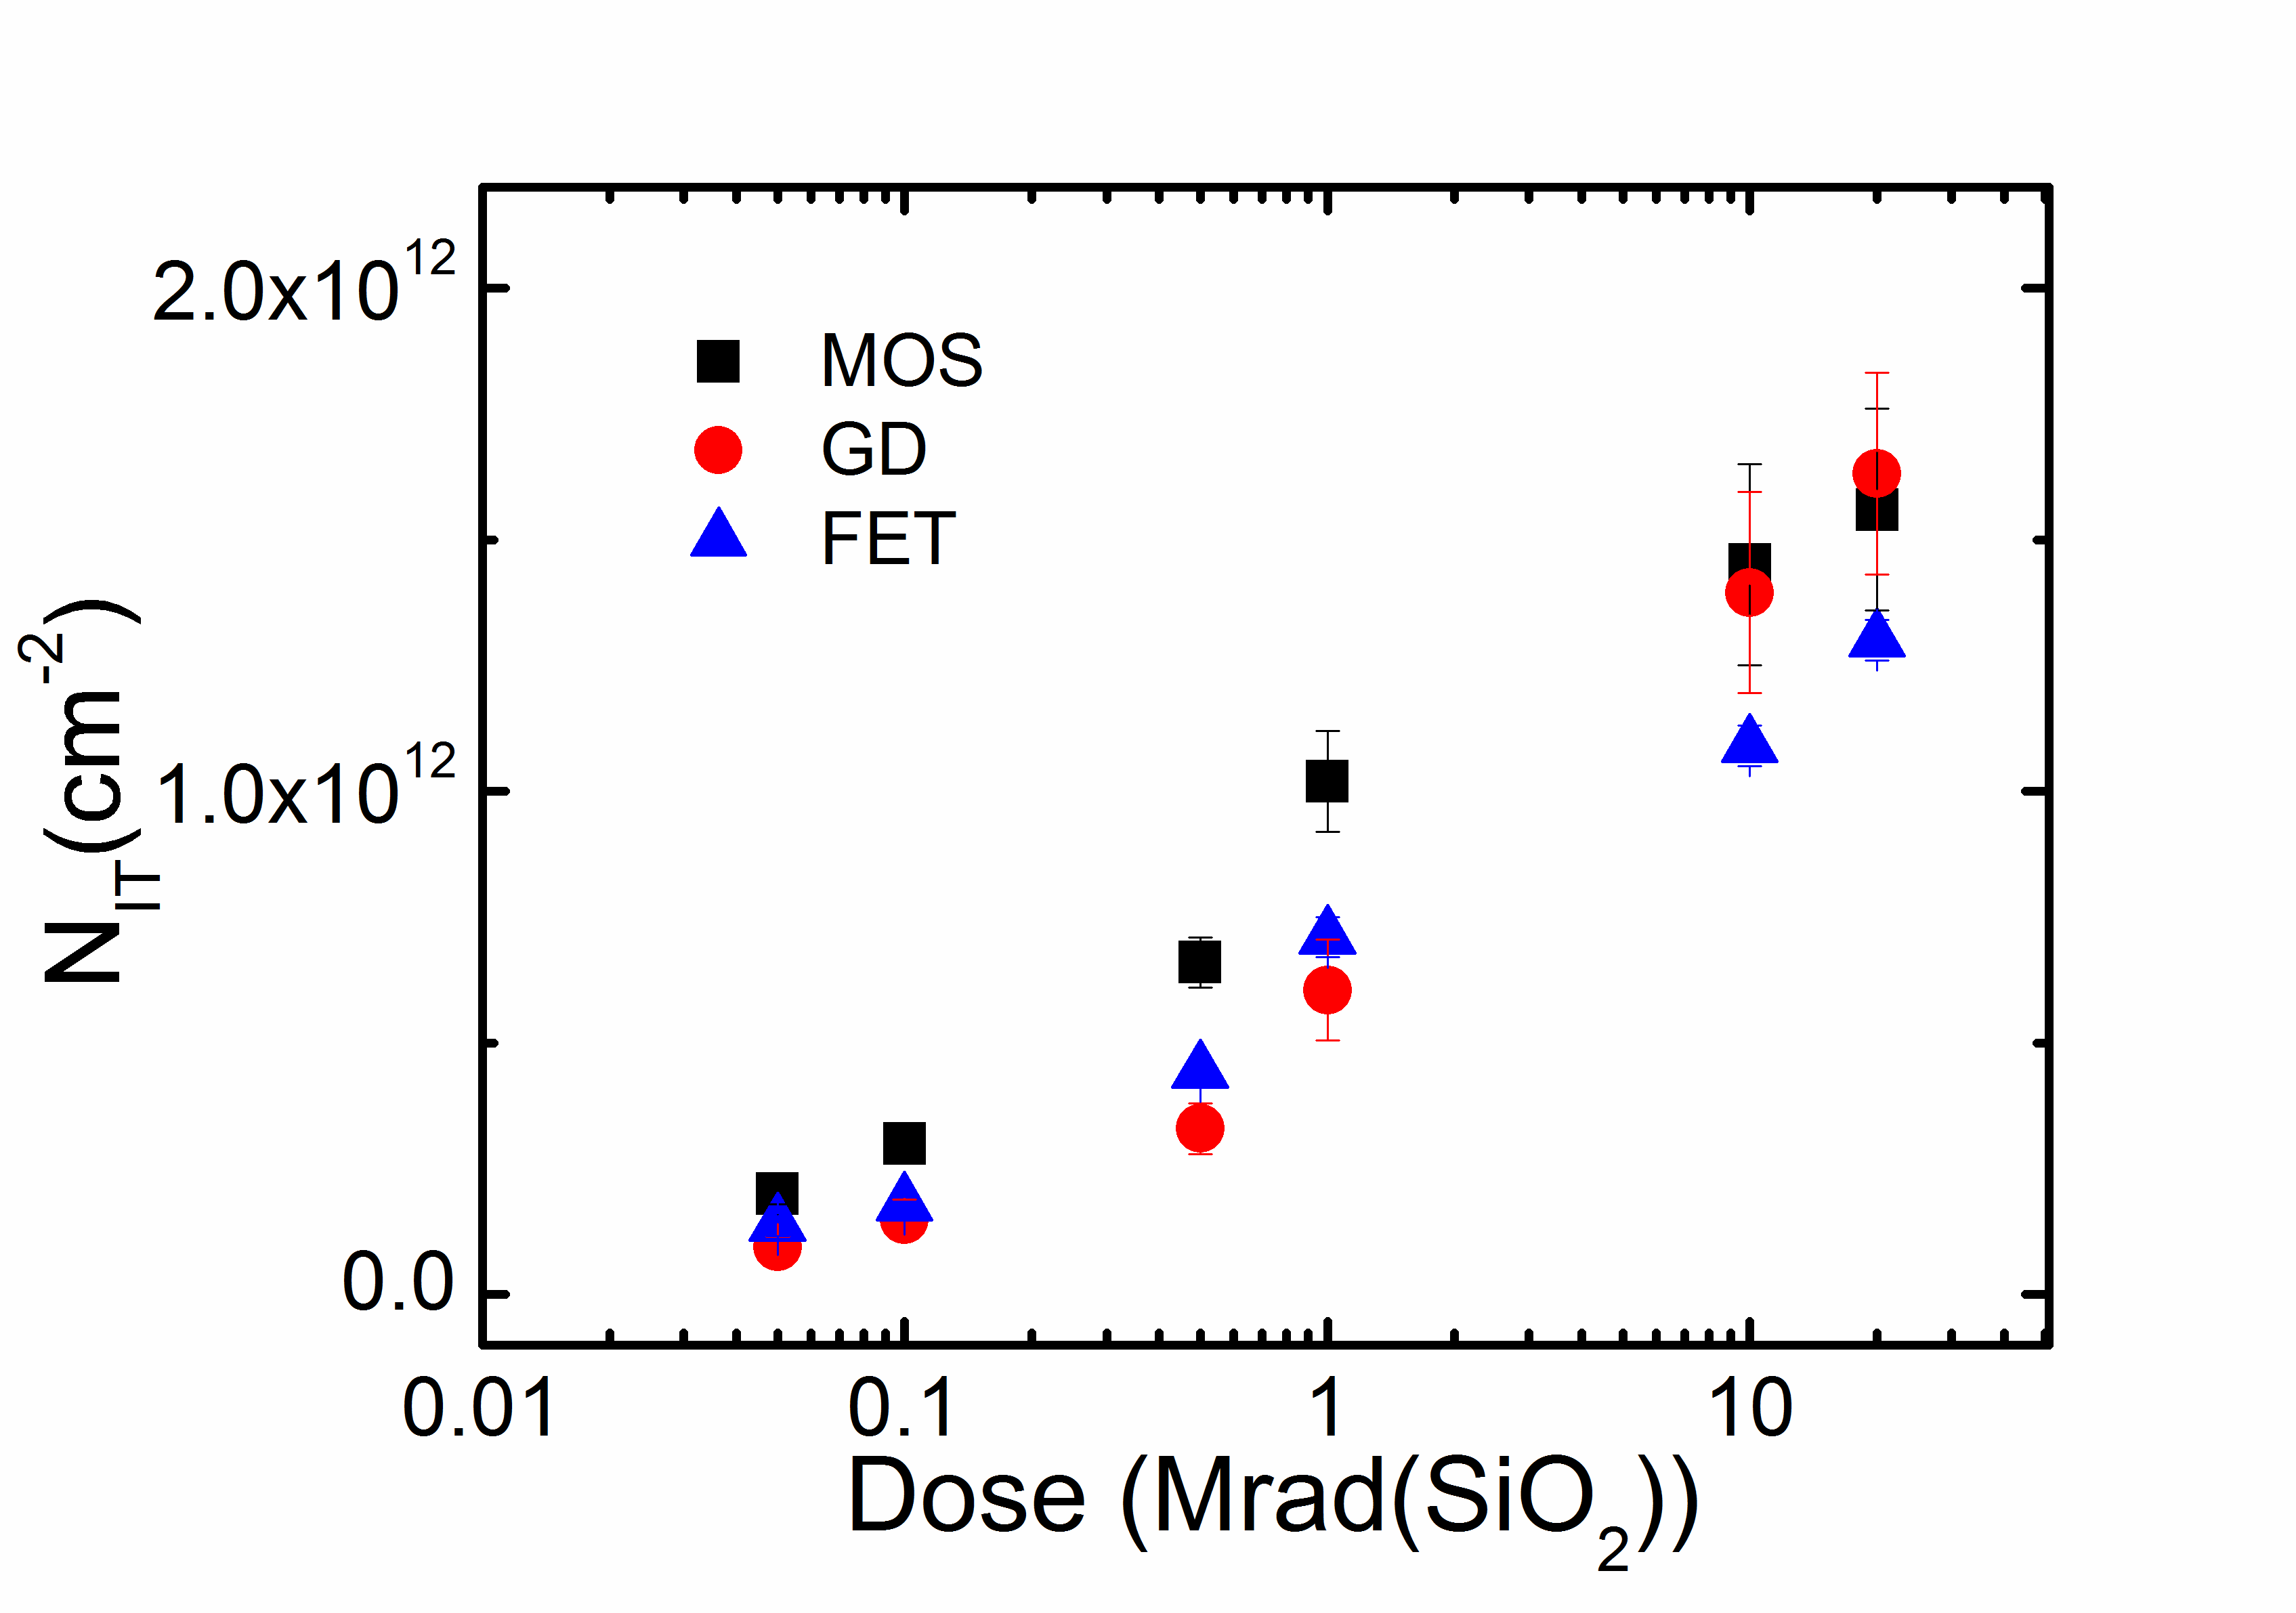 2.0x10^12
MOS
GD
FET
N_IT(cm^-2)
1.0x10^12
0.0
0.01 0.1 1 10
Dose (Mrad(SiO_2))